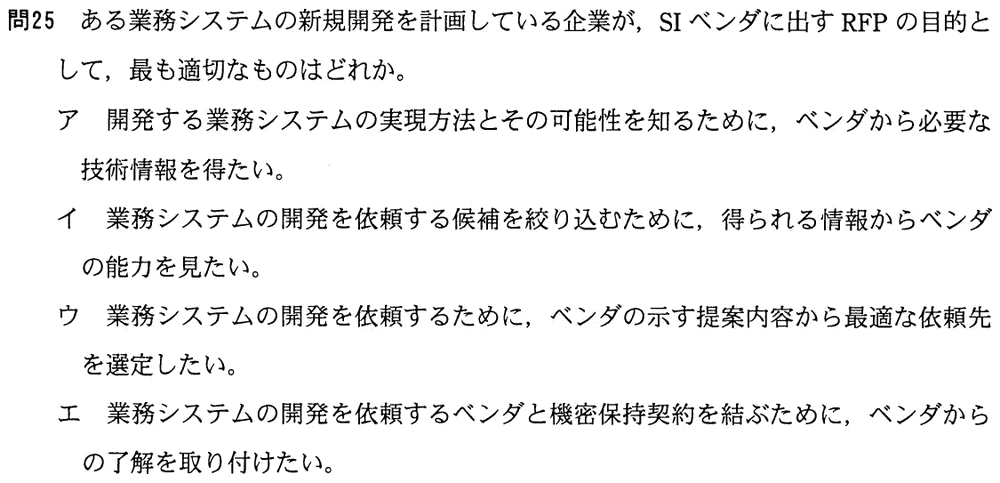 問25 ある業務システムの新規開発を計画している企業が，SI ベンダに出す RFP の目的と
して，最も適切なものはどれか。
ア 開発する業務システムの実現方法とその可能性を知るために，ベンダから必要な
技術情報を得たい。
イ 業務システムの開発を依頼する候補を絞り込むために，得られる情報からベンダ
の能力を見たい。
ウ 業務システムの開発を依頼するために，ベンダの示す提案内容から最適な依頼先
を選定したい。
エ 業務システムの開発を依頼するベンダと機密保持契約を結ぶために，ベンダから
の了解を取り付けたい。